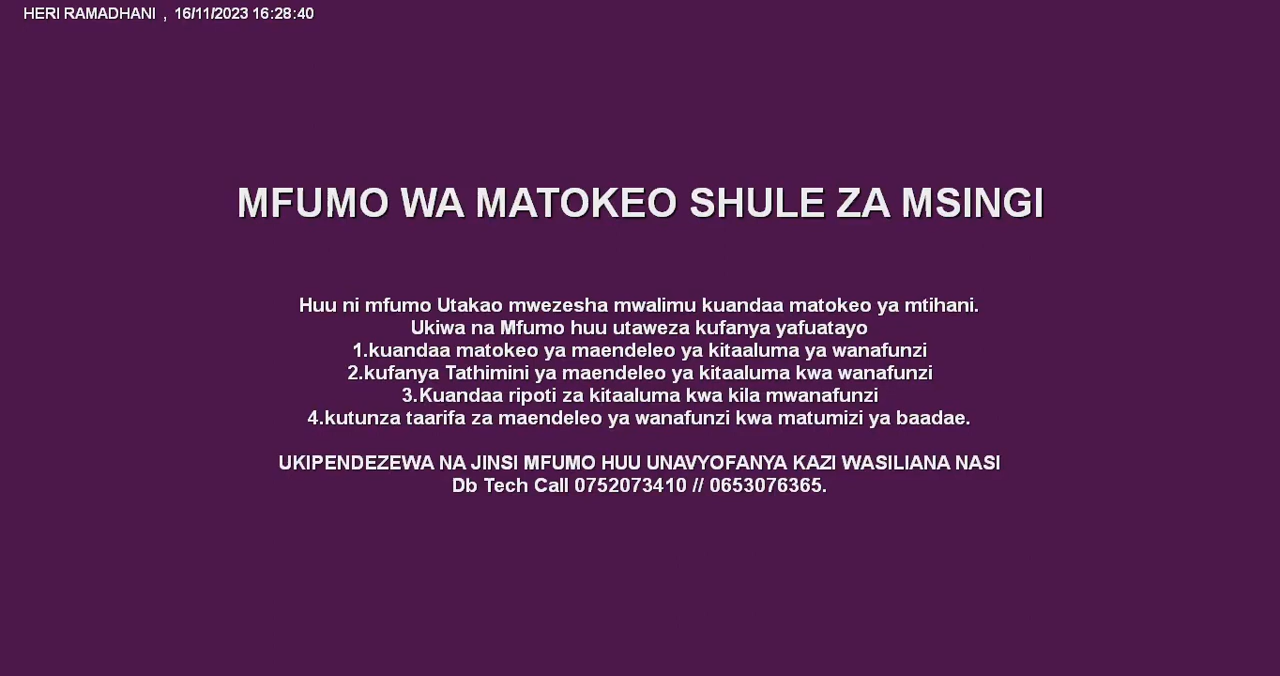 HERI RAMADHANI , 16/11/2023 16:28:40
MFUMO WA MATOKEO SHULE ZA MSINGI
Huu ni mfumo Utakao mwezesha mwalimu kuandaa matokeo ya mtihani.
Ukiwa na Mfumo huu utaweza kufanya yafuatayo
1.kuandaa matokeo ya maendeleo ya kitaaluma ya wanafunzi
2.kufanya Tathimini ya maendeleo ya kitaaluma kwa wanafunzi
3.Kuandaa ripoti za kitaaluma kwa kila mwanafunzi
4.kutunza taarifa za maendeleo ya wanafunzi kwa matumizi ya baadae.
UKIPENDEZEWA NA JINSI MFUMO HUU UNAVYOFANYA KAZI WASILIANA NASI
Db Tech Call 0752073410 // 0653076365.